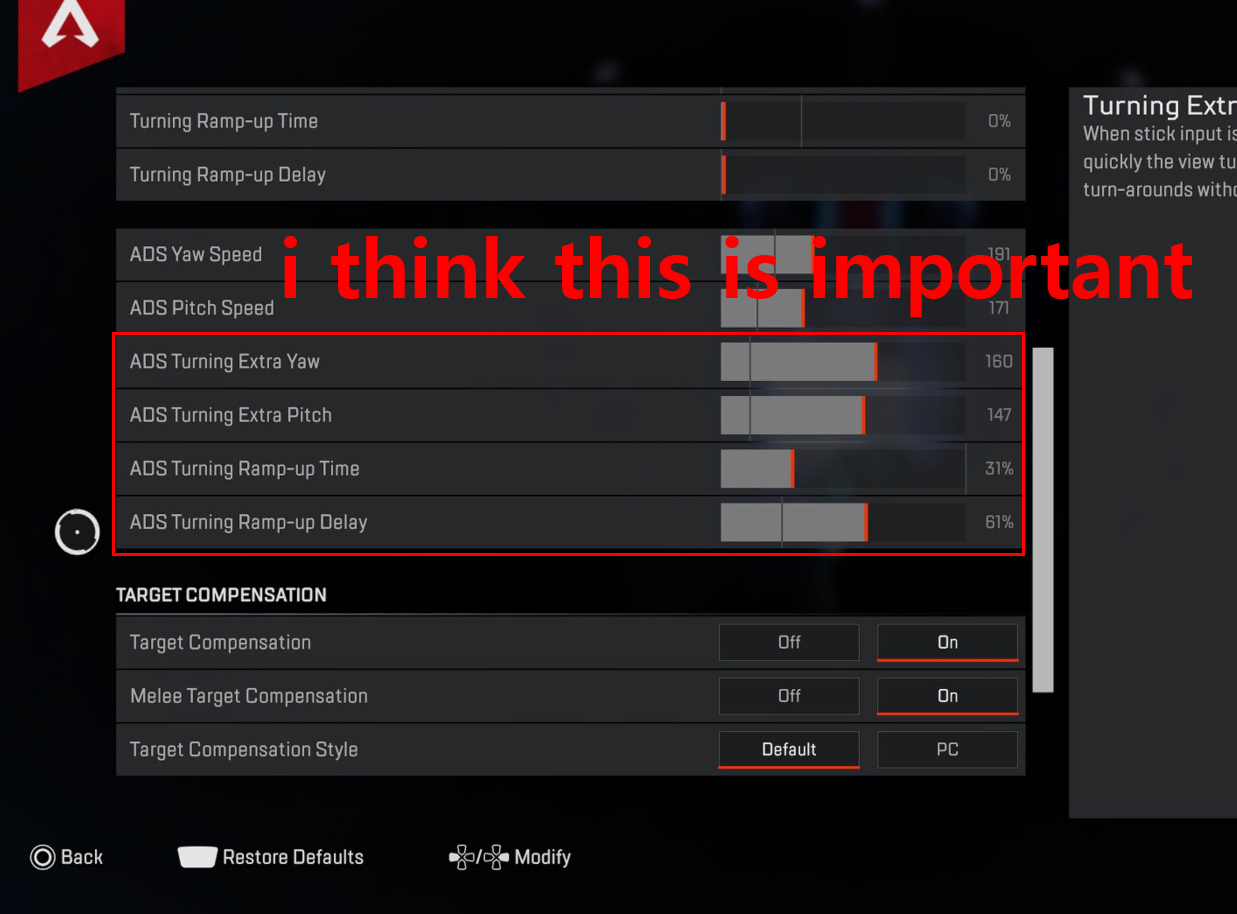 Turning Ramp-up Time 0%
Turning Ramp-up Delay 0%
Turning Extr
When stick input is
quickly the view tu
turn-arounds witho
ADS Yaw Speed 191
i think this is important
ADS Pitch Speed 171
ADS Turning Extra Yaw 160
ADS Turning Extra Pitch 147
ADS Turning Ramp-up Time 31%
ADS Turning Ramp-up Delay 61%
TARGET COMPENSATION
Target Compensation Off On
Melee Target Compensation Off On
Target Compensation Style Default PC
Back Restore Defaults / Modify